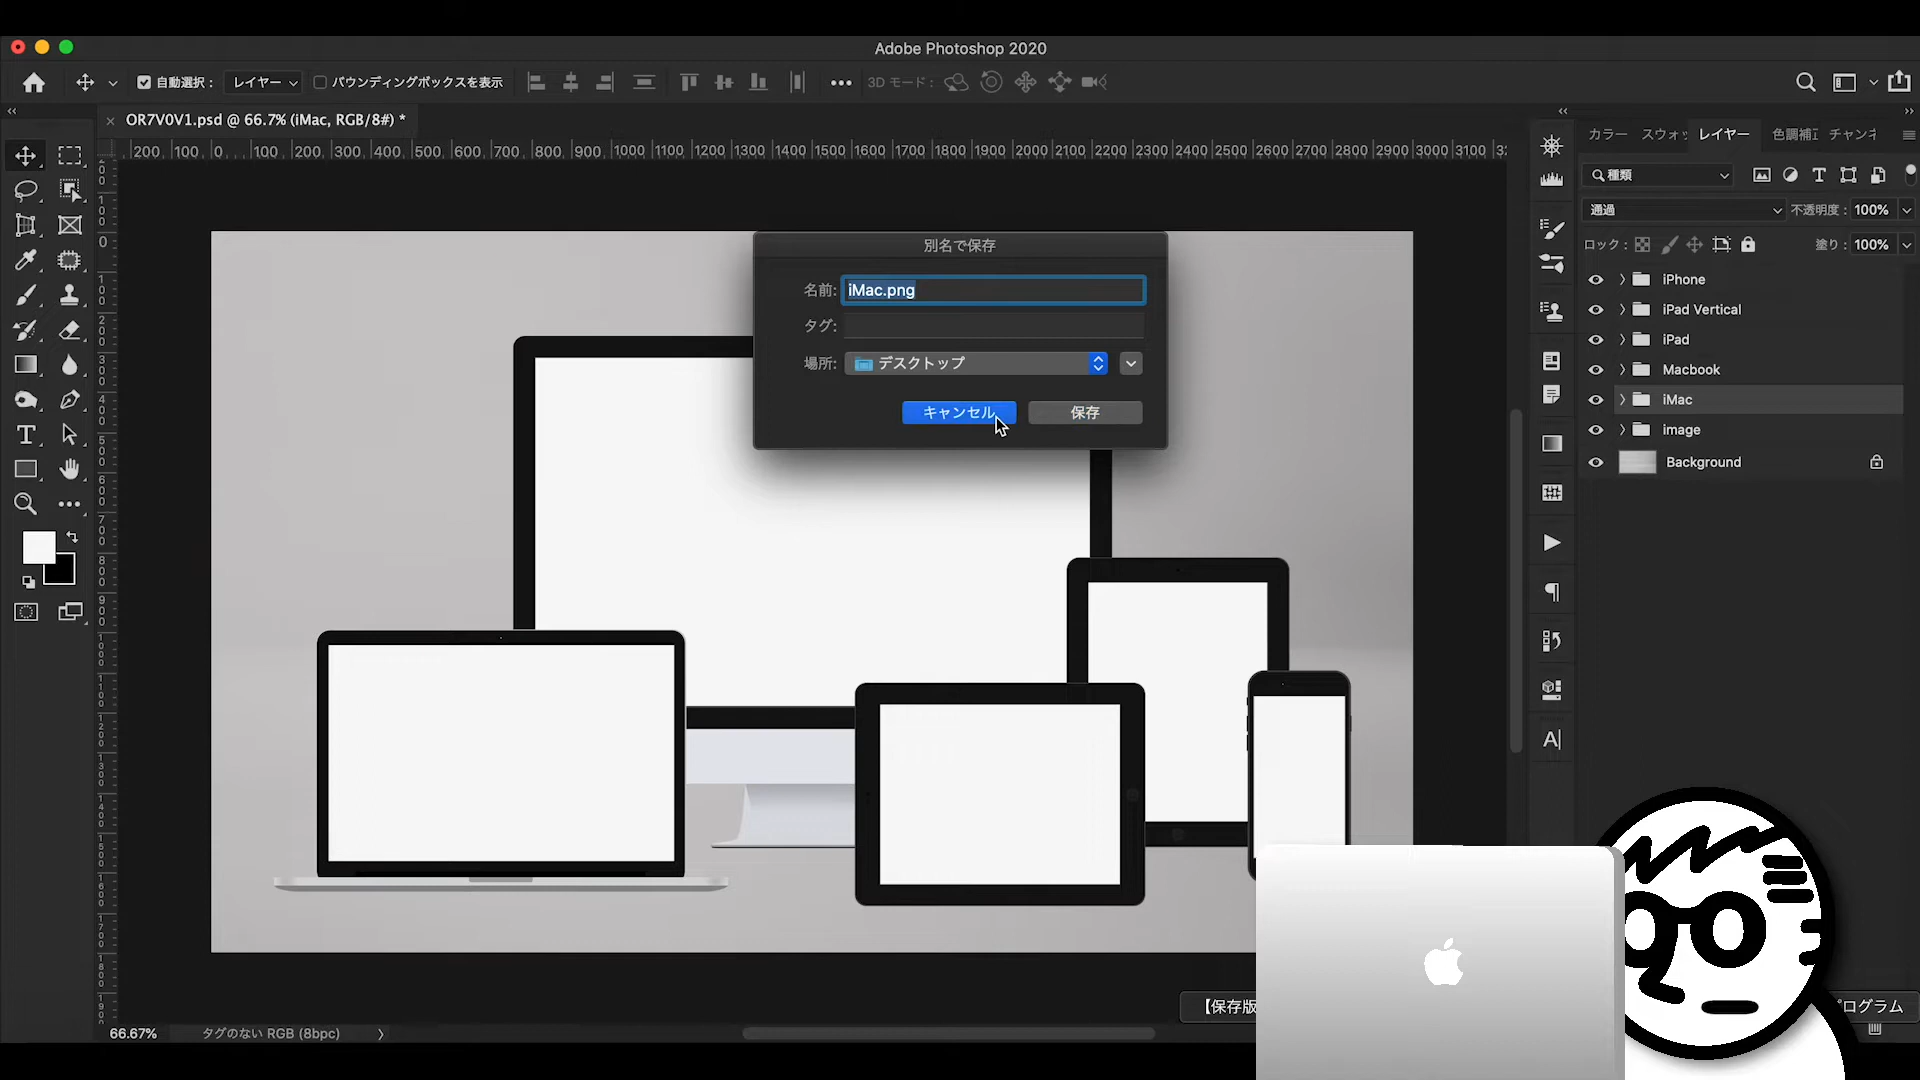 Adobe Photoshop 2020
自動選択： レイヤー バウンディングボックスを表示 3D モード：
OR7V0V1.psd @ 66.7% (iMac, RGB/8#) *
200 100 0 100 200 300 400 500 600 700 800 900 1000 1100 1200 1300 1400 1500 1600 1700 1800 1900 2000 2100 2200 2300 2400 2500 2600 2700 2800 2900 3000 3100
カラー スウォッ レイヤー 色調補正 チャンネ
種類
通過 不透明度： 100%
ロック： 塗り： 100%
iPhone
iPad Vertical
iPad
Macbook
iMac
image
Background
別名で保存
名前: iMac.png
タグ:
場所: デスクトップ
キャンセル 保存
【保存版
プログラム
66.67% タグのない RGB (8bpc)